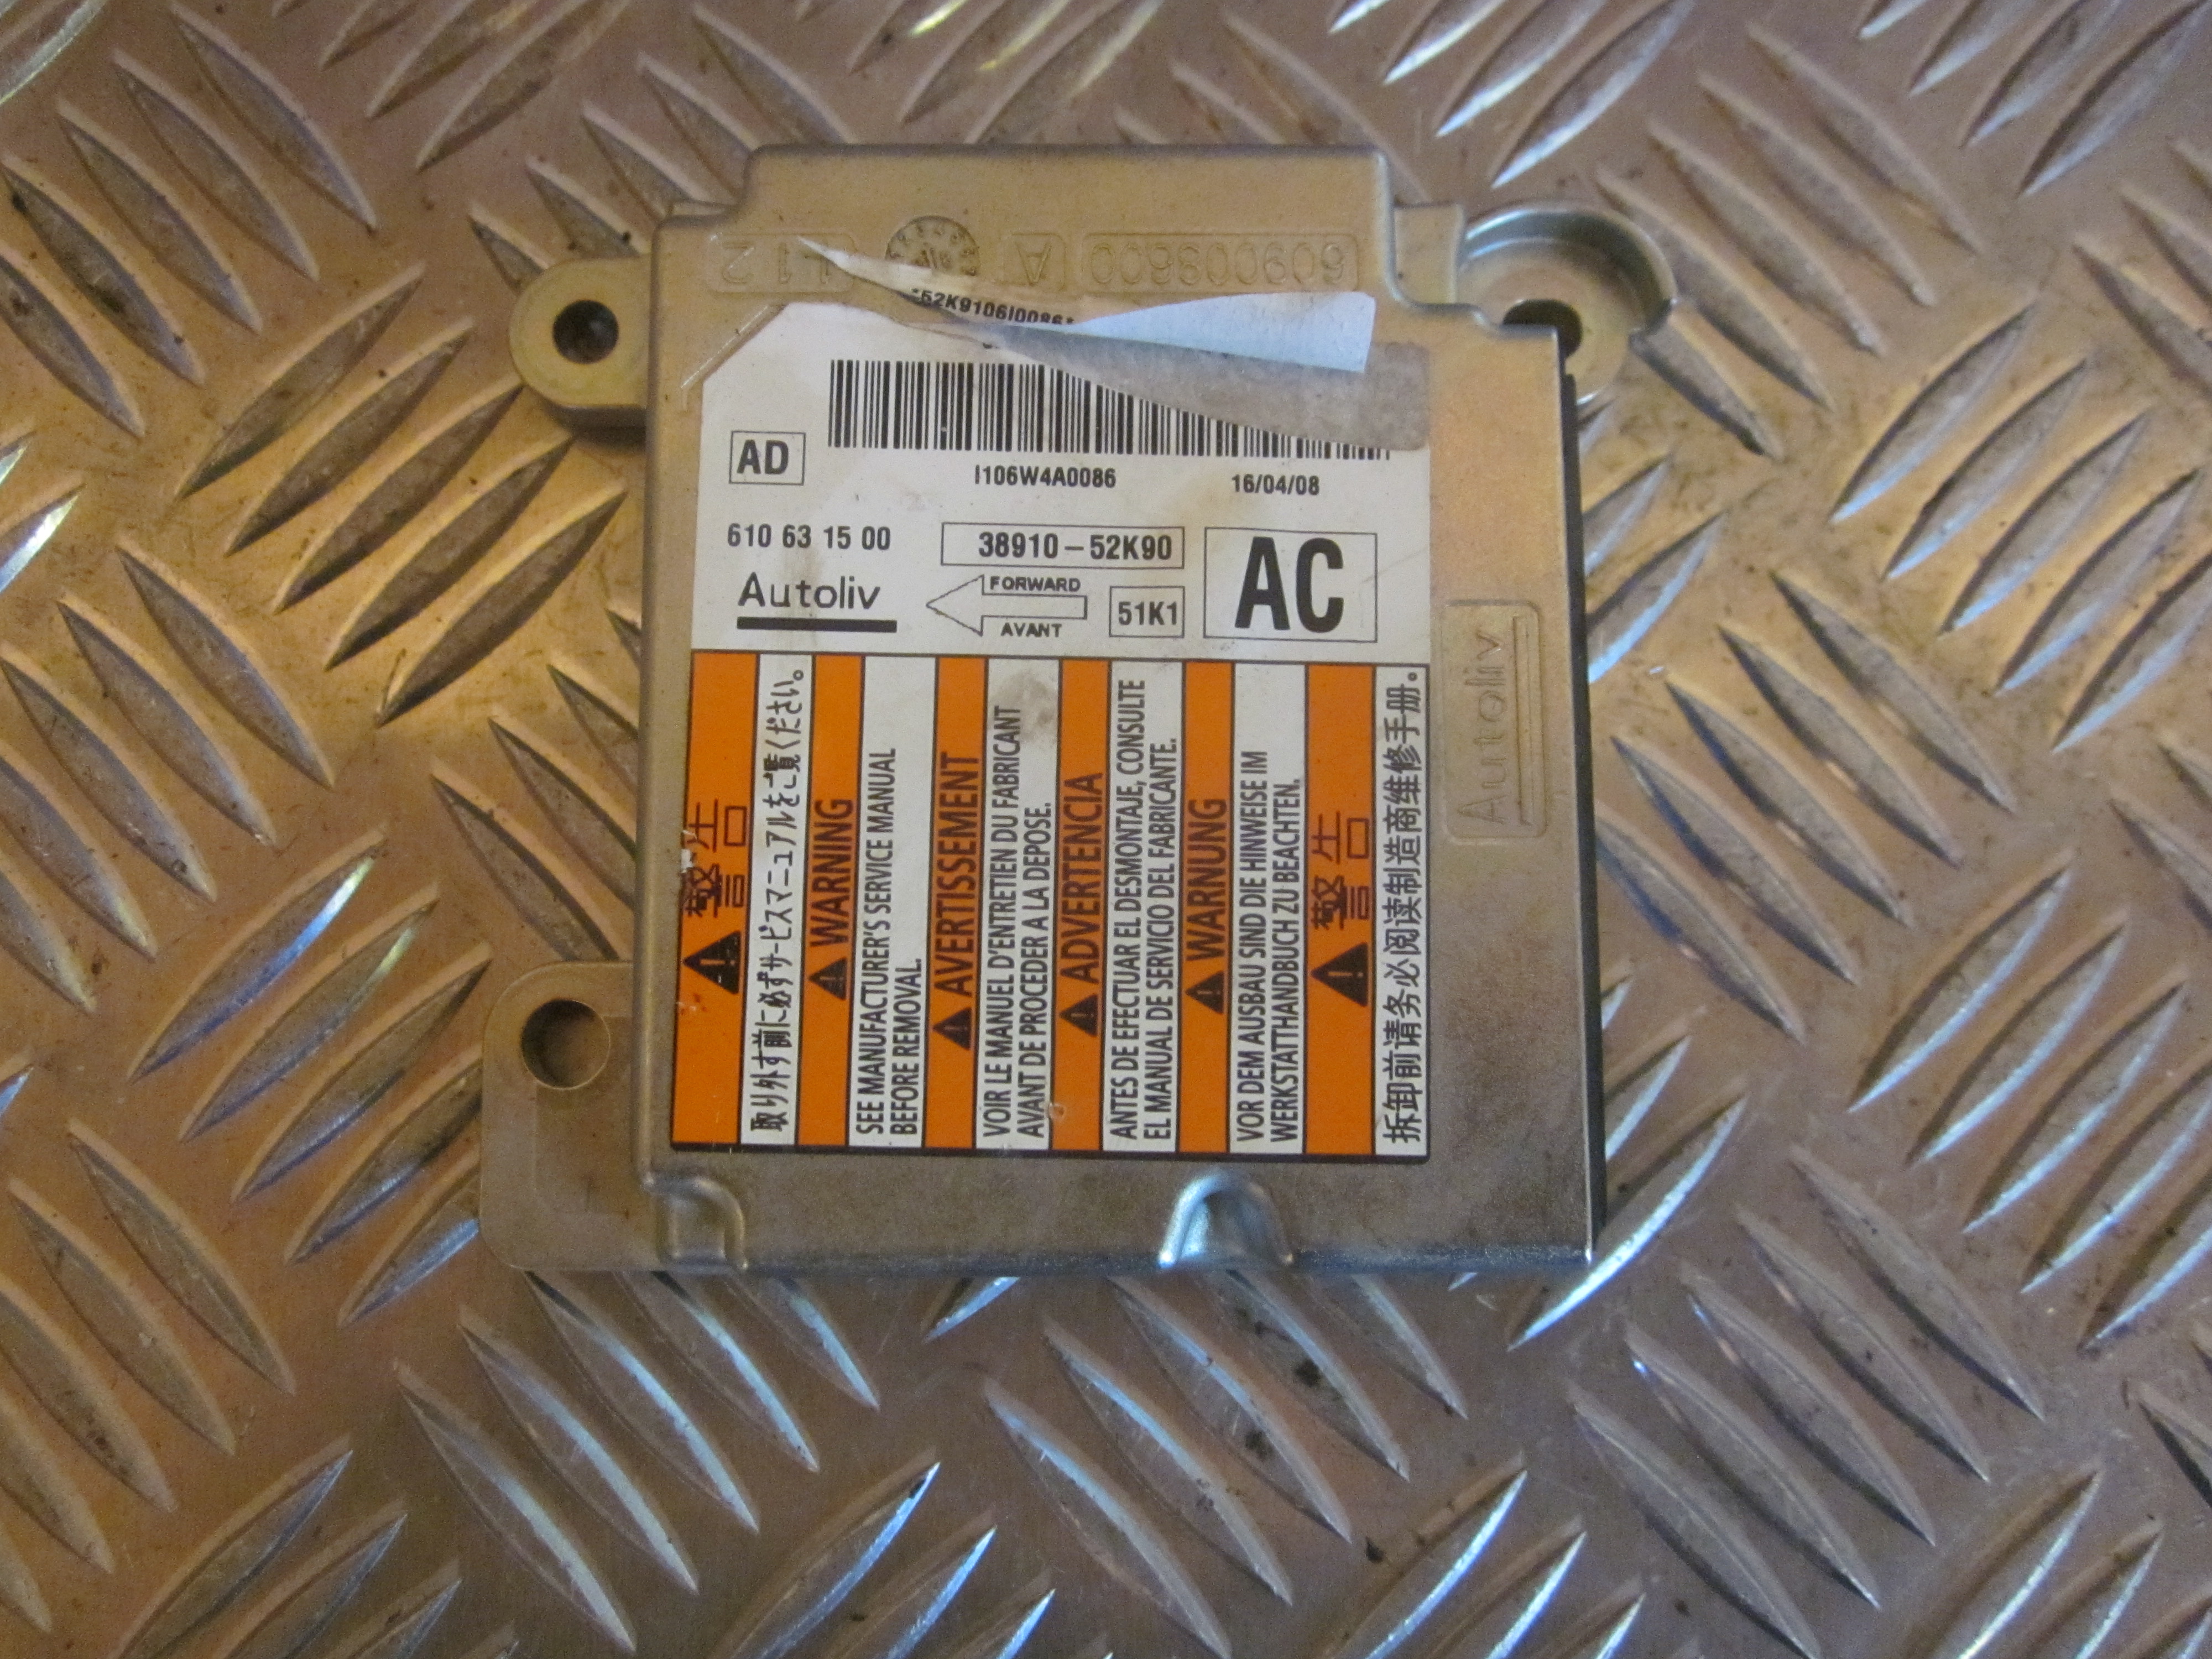 L12
A
609003600
AD
I106W4A0086
16/04/08
610 63 15 00
38910-52K90
AC
Autoliv
FORWARD
AVANT
51K1
警告
取り外す前に必ずサービスマニュアルをご覧ください。
WARNING
SEE MANUFACTURER'S SERVICE MANUAL
BEFORE REMOVAL.
AVERTISSEMENT
VOIR LE MANUEL D'ENTRETIEN DU FABRICANT
AVANT DE PROCEDER A LA DEPOSE.
ADVERTENCIA
ANTES DE EFECTUAR EL DESMONTAJE, CONSULTE
EL MANUAL DE SERVICIO DEL FABRICANTE.
WARNUNG
VOR DEM AUSBAU SIND DIE HINWEISE IM
WERKSTATTHANDBUCH ZU BEACHTEN.
警告
拆卸前请务必阅读制造商维修手册。
Autoliv